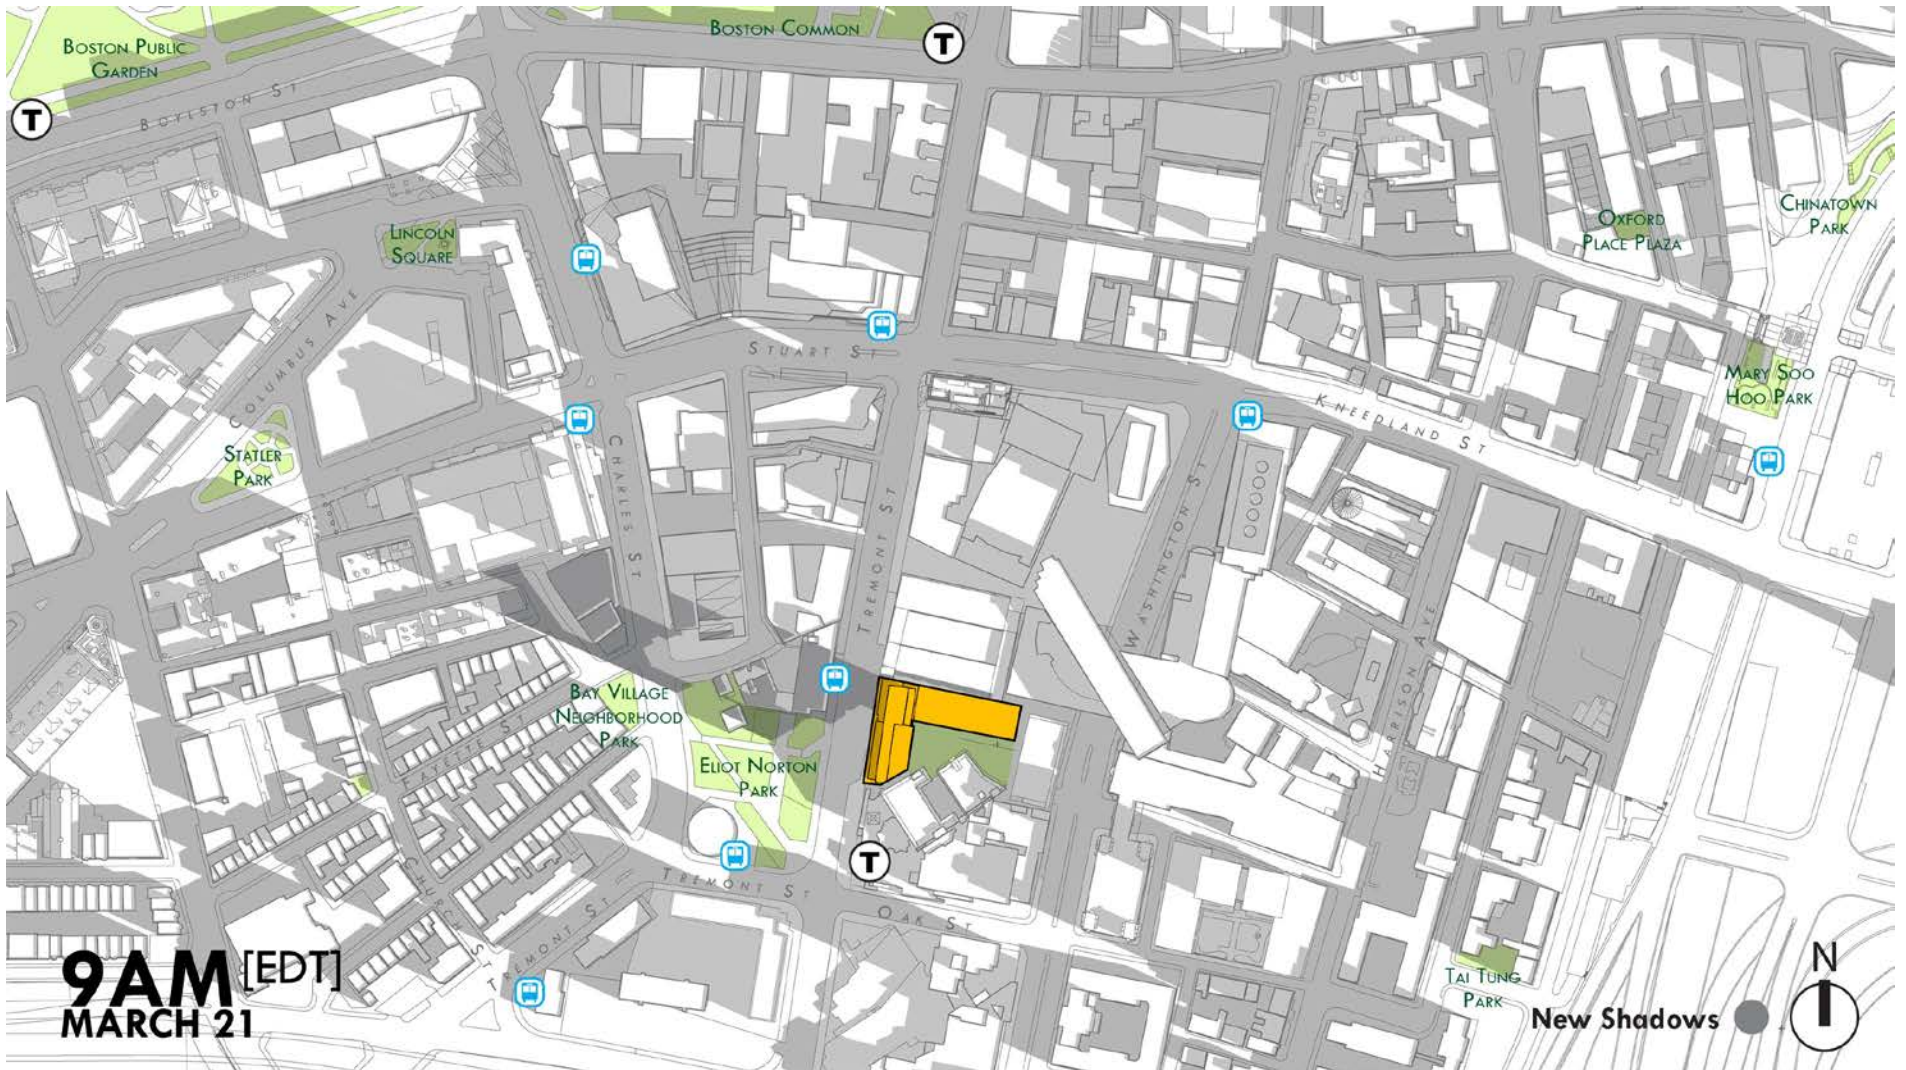 BOSTON PUBLIC
GARDEN
BOSTON COMMON
T
T
BOYLSTON ST
LINCOLN
SQUARE
OXFORD
PLACE PLAZA
CHINATOWN
PARK
COLUMBUS AVE
STUART ST
KNEEDLAND ST
MARY SOO
HOO PARK
STATLER
PARK
CHARLES ST
TREMONT ST
WASHINGTON ST
HARRISON AVE
BAY VILLAGE
NEIGHBORHOOD
PARK
FAYETTE ST
ELIOT NORTON
PARK
T
CHURCH ST
TREMONT ST
TREMONT ST
OAK ST
TAI TUNG
PARK
9AM [EDT]
MARCH 21
New Shadows
N